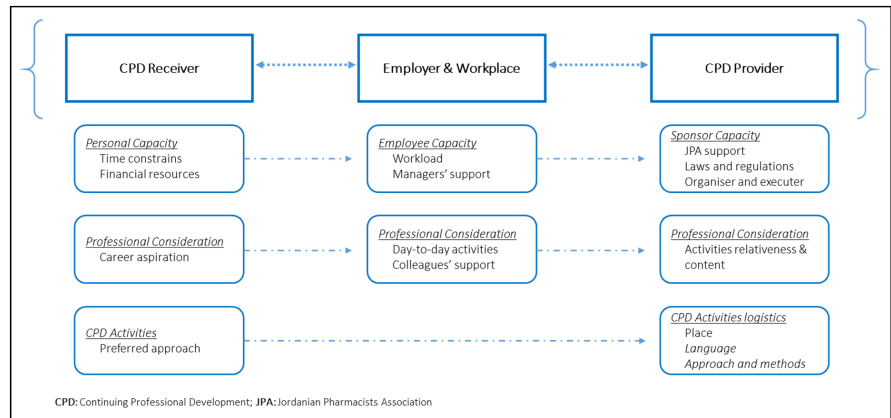 CPD Receiver
Employer & Workplace
CPD Provider
Personal Capacity
Time constrains
Financial resources
Employee Capacity
Workload
Managers' support
Sponsor Capacity
JPA support
Laws and regulations
Organiser and executer
Professional Consideration
Career aspiration
Professional Consideration
Day-to-day activities
Colleagues' support
Professional Consideration
Activities relativeness &
content
CPD Activities
Preferred approach
CPD Activities logistics
Place
Language
Approach and methods
CPD: Continuing Professional Development; JPA: Jordanian Pharmacists Association